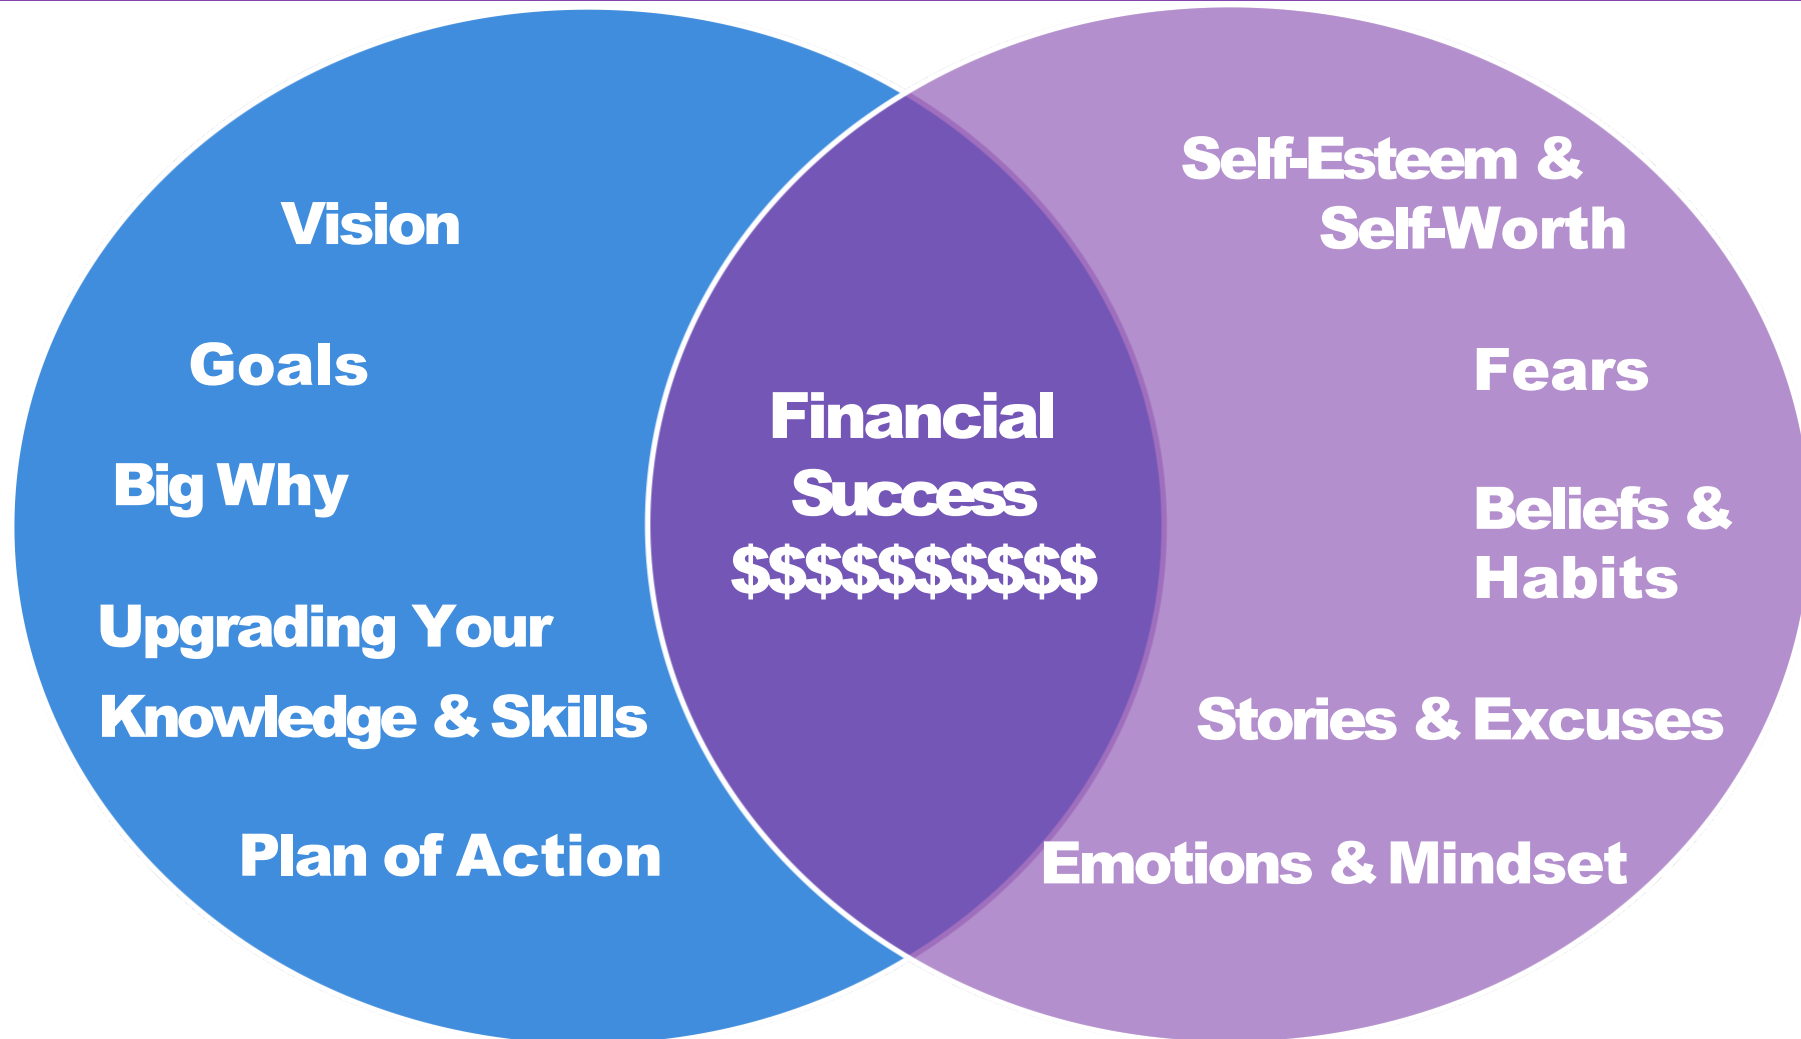 Vision
Goals
Big Why
Upgrading Your
Knowledge & Skills
Plan of Action
Financial
Success
$$$$$$$$$$
Self-Esteem &
Self-Worth
Fears
Beliefs &
Habits
Stories & Excuses
Emotions & Mindset